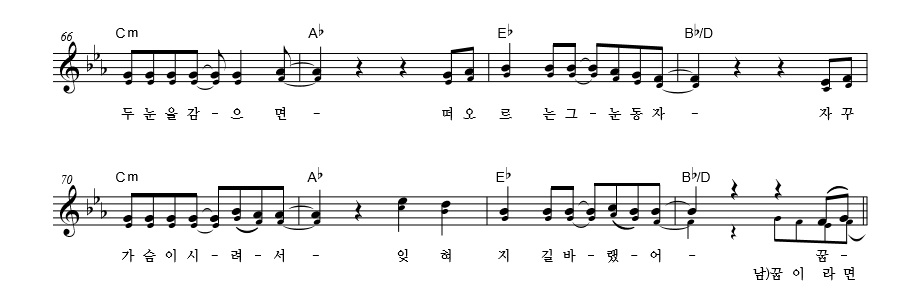 66 Cm A♭ E♭ B♭/D
두 눈 을 감 - 으 면 - 떠 오 르 는 그 - 눈 동 자 - 자 꾸
70 Cm A♭ E♭ B♭/D
가 슴 이 시 - 려 - 서 - 잊 혀 지 길 바 - 랬 - 어 - 꿈 -
남)꿈 이 라 면